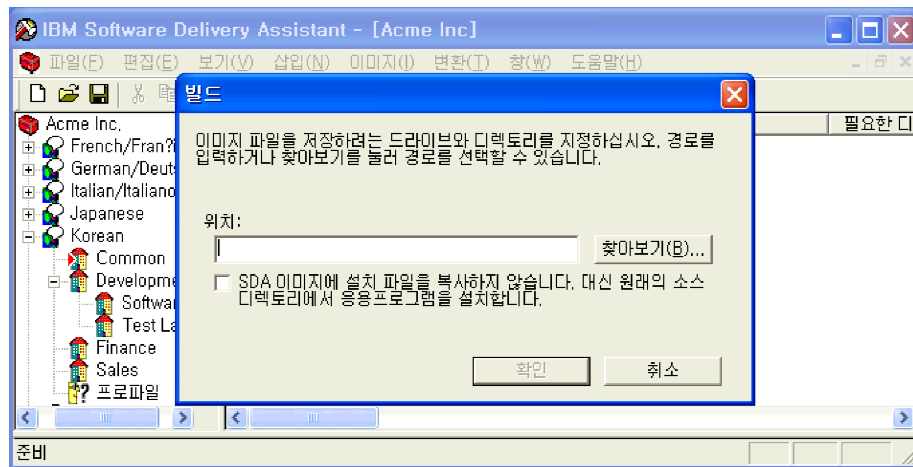 IBM Software Delivery Assistant - [Acme Inc]
파일(F) 편집(E) 보기(V) 삽입(N) 이미지(I) 변환(T) 창(W) 도움말(H)
빌드
Acme Inc.
필요한 디
French/Fran?
German/Deut
Italian/Italiano
Japanese
Korean
Common
Developme
Softwar
Test La
Finance
Sales
프로파일
이미지 파일을 저장하려는 드라이브와 디렉토리를 지정하십시오. 경로를
입력하거나 찾아보기를 눌러 경로를 선택할 수 있습니다.
위치:
찾아보기(B)...
SDA 이미지에 설치 파일을 복사하지 않습니다. 대신 원래의 소스
디렉토리에서 응용프로그램을 설치합니다.
확인 취소
준비